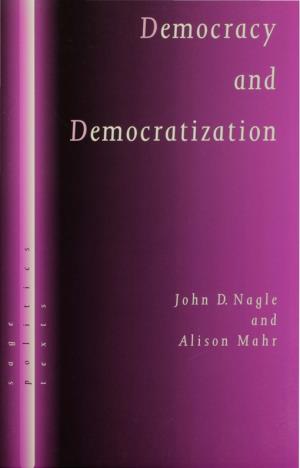 Democracy
and
Democratization
John D. Nagle
and
Alison Mahr
sage
politics
texts